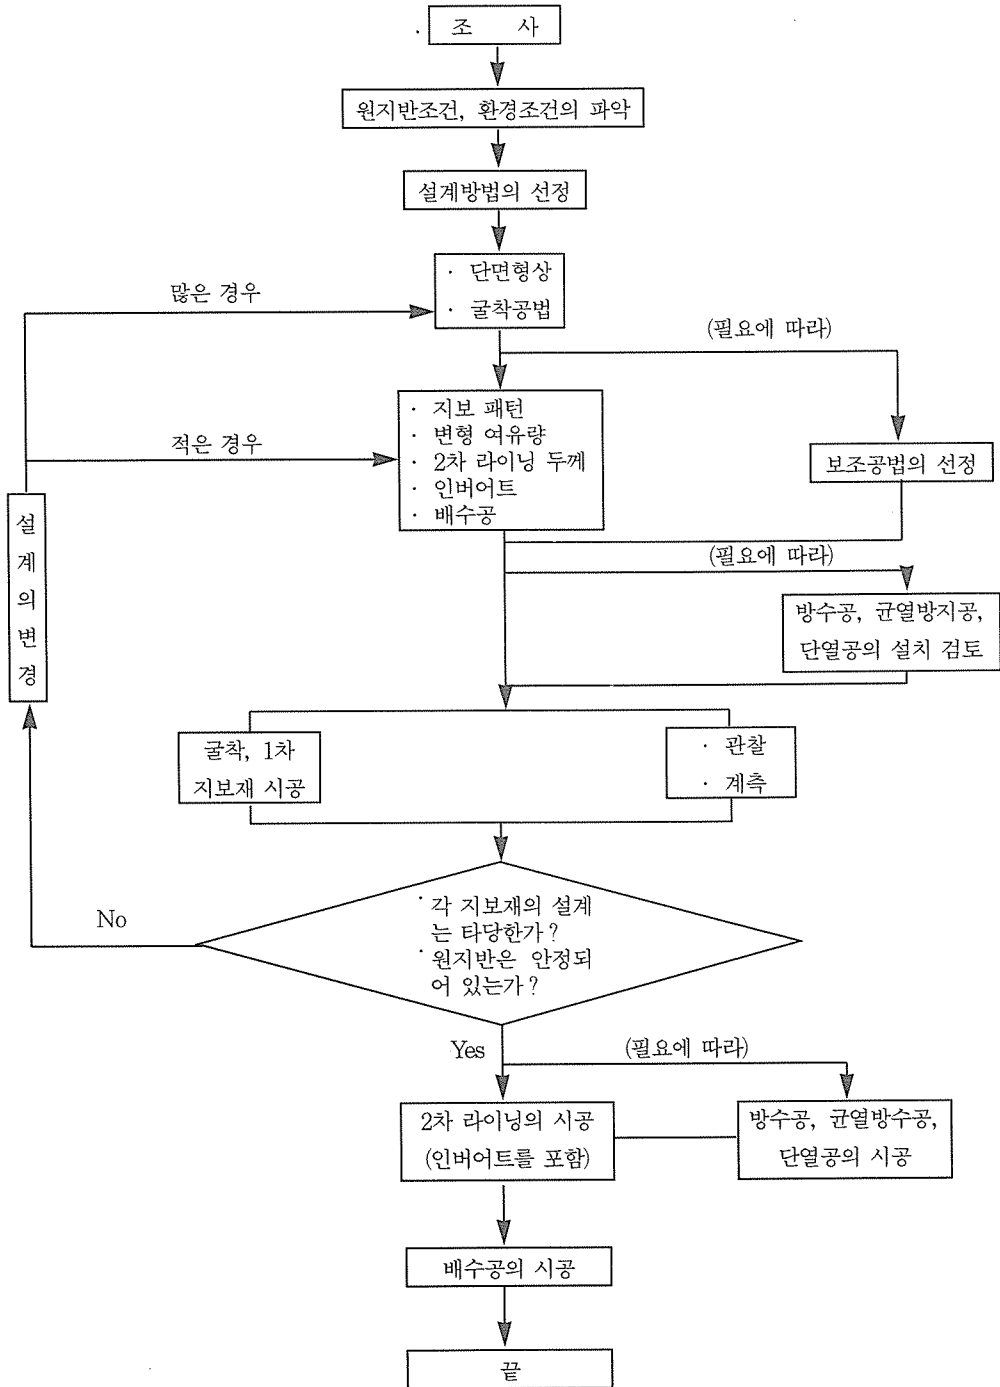 조 사
원지반조건, 환경조건의 파악
설계방법의 선정
· 단면형상
· 굴착공법
많은 경우
(필요에 따라)
· 지보 패턴
· 변형 여유량
· 2차 라이닝 두께
· 인버어트
· 배수공
적은 경우
보조공법의 선정
설계의변경
(필요에 따라)
방수공, 균열방지공,
단열공의 설치 검토
굴착, 1차
지보재 시공
· 관찰
· 계측
· 각 지보재의 설계
는 타당한가?
· 원지반은 안정되
어 있는가?
No
Yes
(필요에 따라)
2차 라이닝의 시공
(인버어트를 포함)
방수공, 균열방수공,
단열공의 시공
배수공의 시공
끝